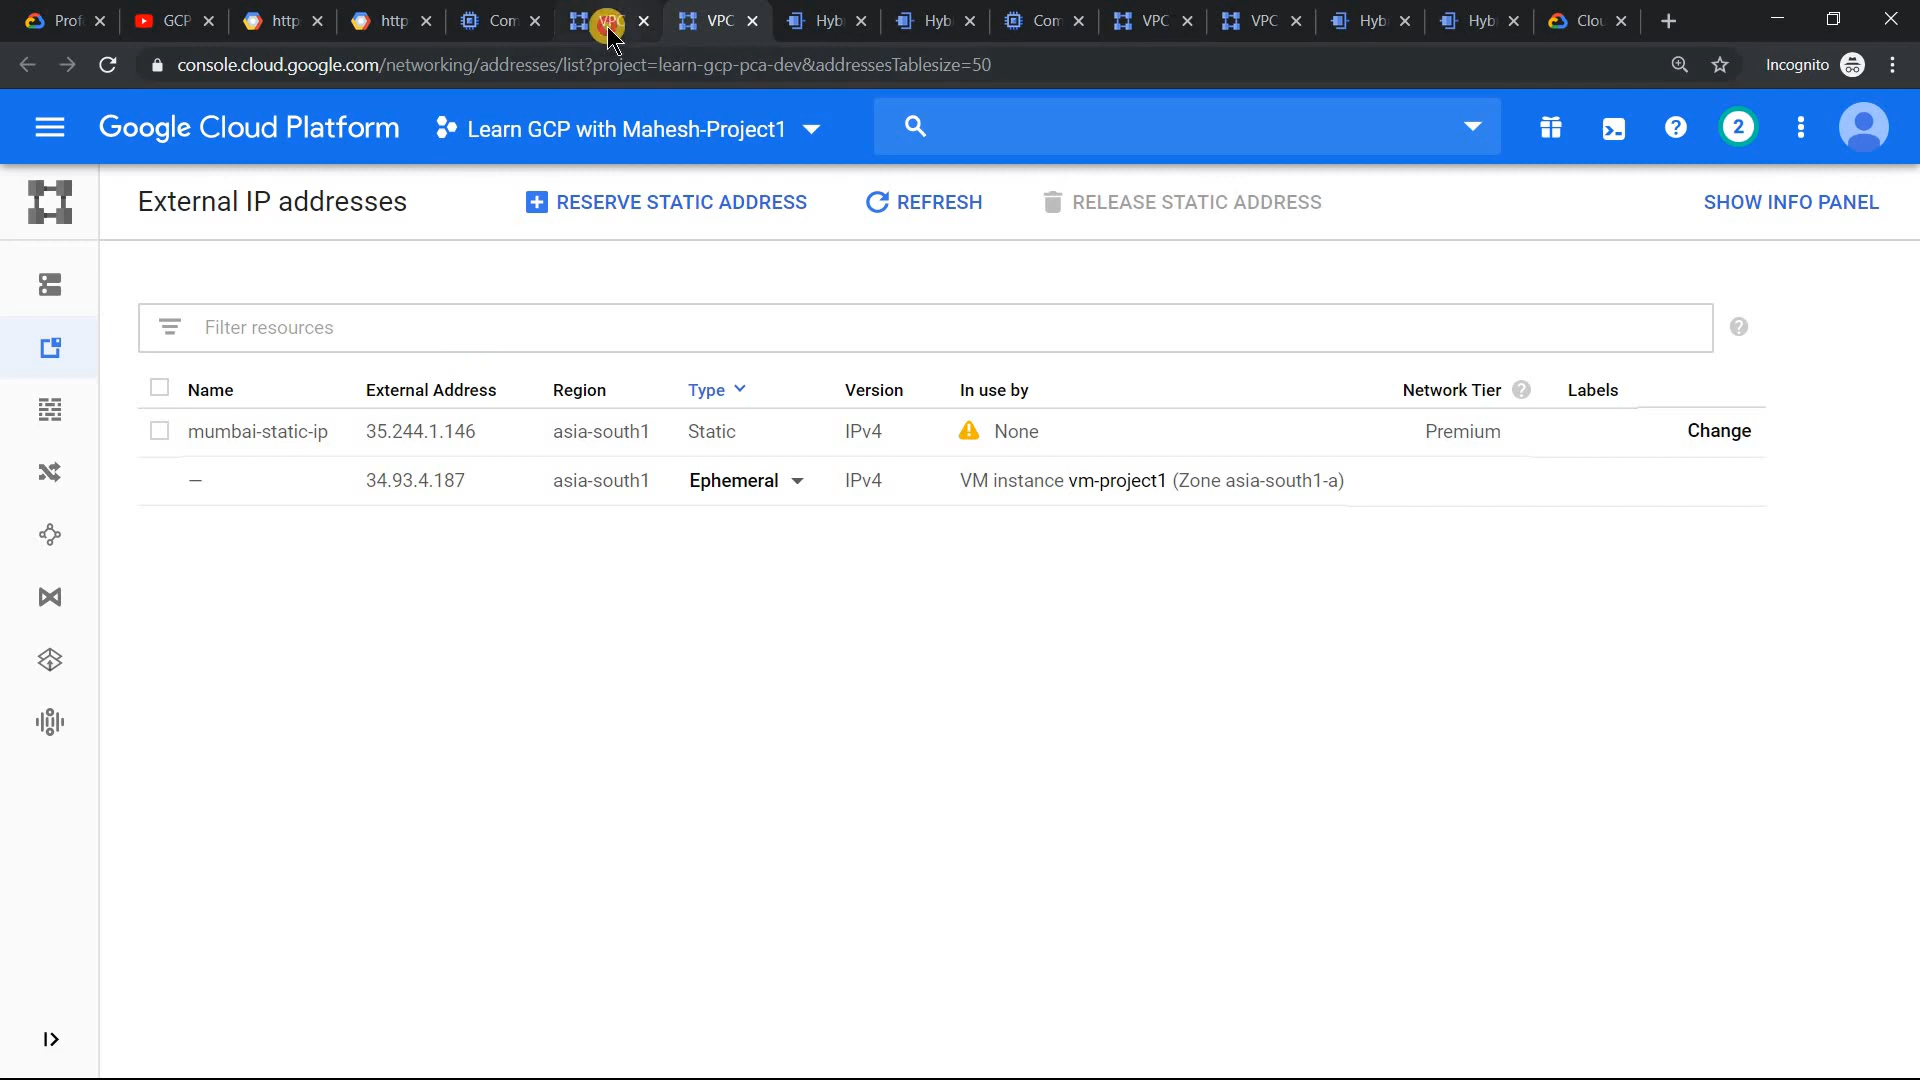 Prof GCP http http Com VPC VPC Hyb Hyb Com VPC VPC Hyb Hyb Clou
console.cloud.google.com/networking/addresses/list?project=learn-gcp-pca-dev&addressesTablesize=50 Incognito
Google Cloud Platform Learn GCP with Mahesh-Project1 2
External IP addresses RESERVE STATIC ADDRESS REFRESH RELEASE STATIC ADDRESS SHOW INFO PANEL
Filter resources
Name External Address Region Type Version In use by Network Tier Labels
mumbai-static-ip 35.244.1.146 asia-south1 Static IPv4 None Premium Change
— 34.93.4.187 asia-south1 Ephemeral IPv4 VM instance vm-project1 (Zone asia-south1-a)